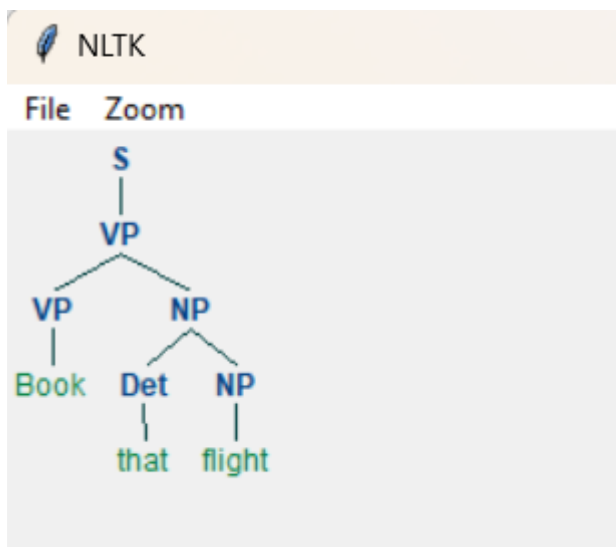 NLTK
File Zoom
S
VP
VP NP
Book Det NP
that flight